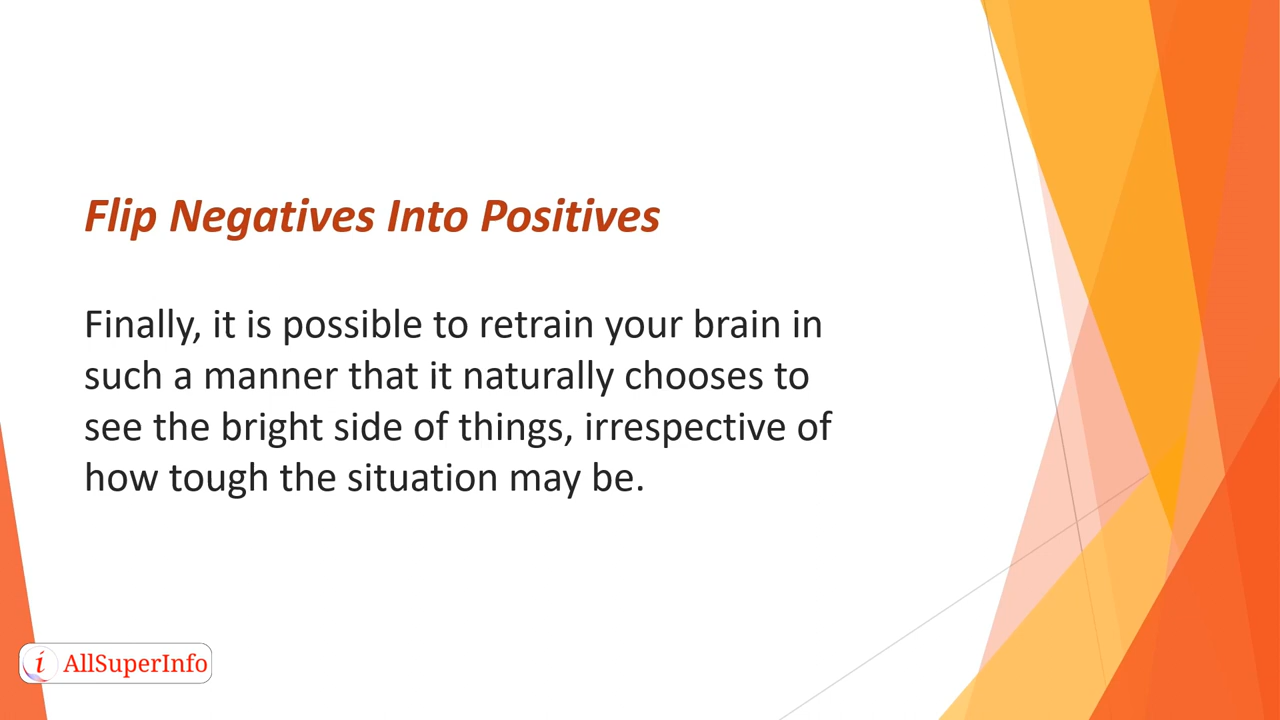 Flip Negatives Into Positives
Finally, it is possible to retrain your brain in
such a manner that it naturally chooses to
see the bright side of things, irrespective of
how tough the situation may be.
i AllSuperInfo